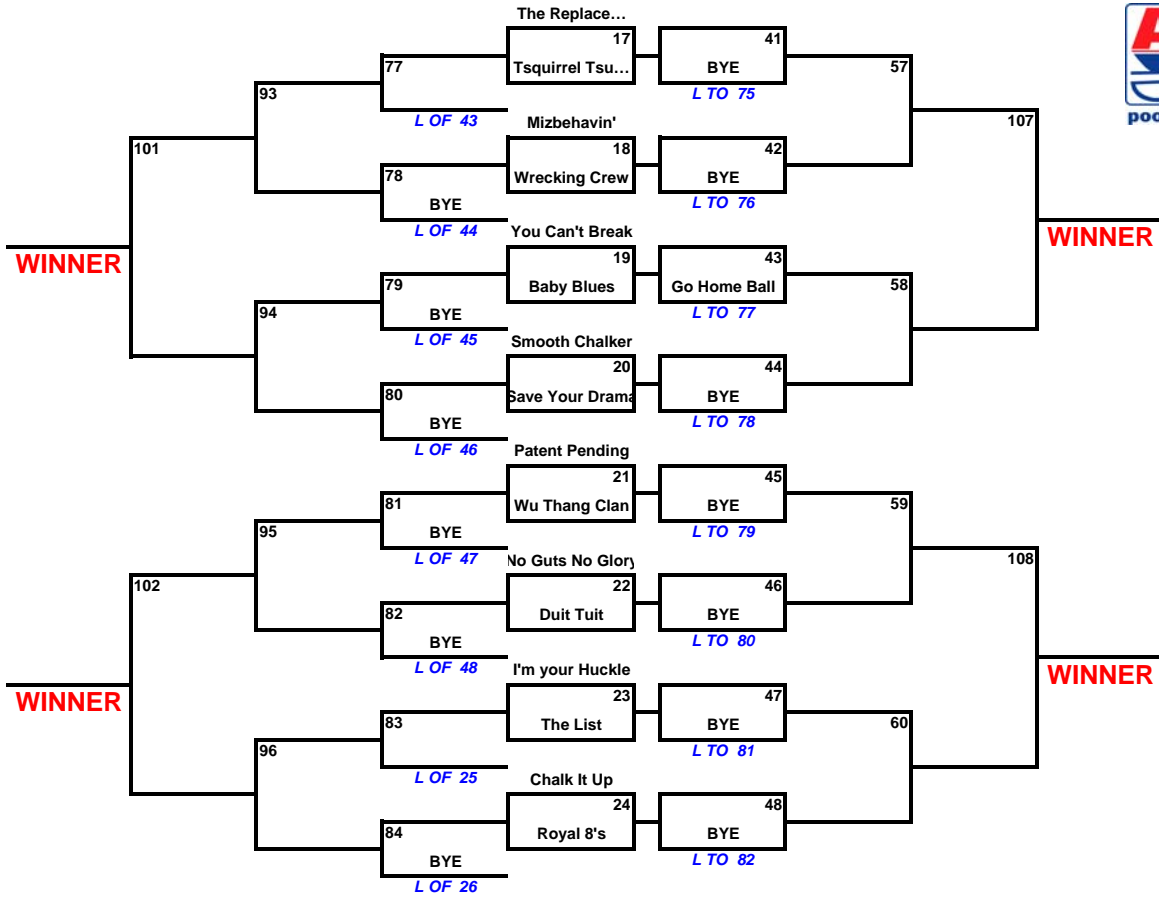 The Replace...
17
41
77
Tsquirrel Tsu...
BYE
57
93
L TO 75
L OF 43
Mizbehavin'
107
101
18
42
78
Wrecking Crew
BYE
BYE
L TO 76
L OF 44
You Can't Break
WINNER
WINNER
19
43
79
Baby Blues
Go Home Ball
58
94
BYE
L TO 77
L OF 45
Smooth Chalker
20
44
80
Save Your Drama
BYE
BYE
L TO 78
L OF 46
Patent Pending
21
45
81
Wu Thang Clan
BYE
59
95
BYE
L TO 79
L OF 47
No Guts No Glory
108
102
22
46
82
Duit Tuit
BYE
BYE
L TO 80
L OF 48
I'm your Huckle
WINNER
WINNER
23
47
83
The List
BYE
60
96
L TO 81
L OF 25
Chalk It Up
24
48
84
Royal 8's
BYE
BYE
L TO 82
L OF 26